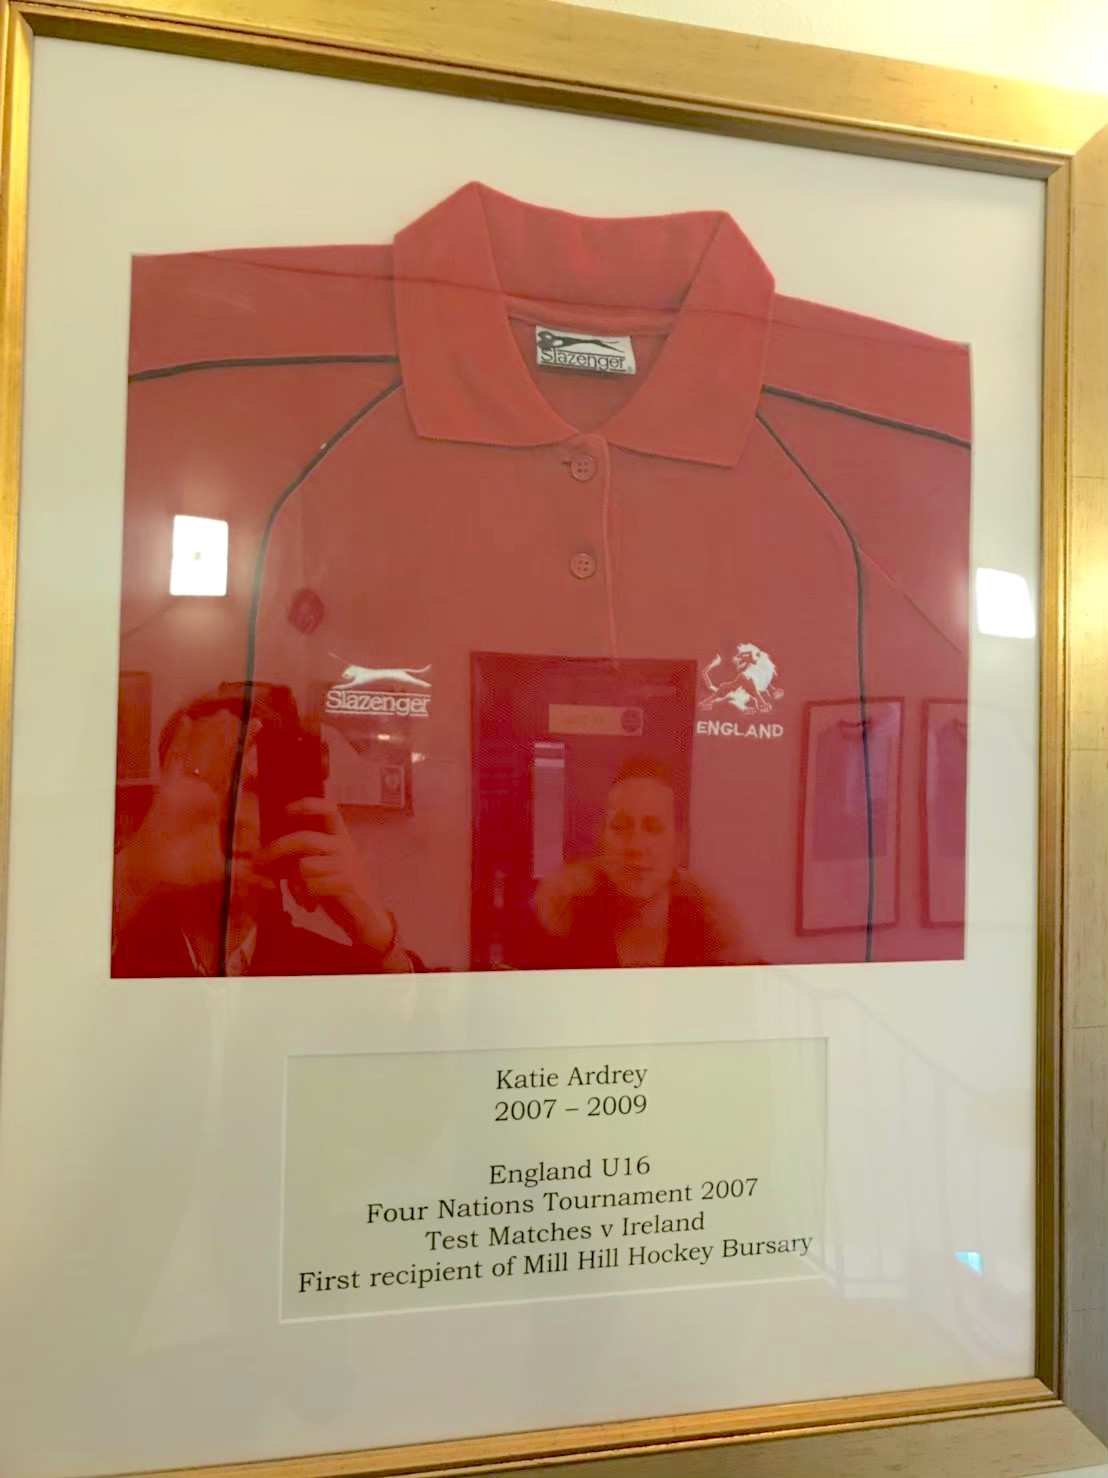 Slazenger
Slazenger
ENGLAND
Katie Ardrey
2007 – 2009
England U16
Four Nations Tournament 2007
Test Matches v Ireland
First recipient of Mill Hill Hockey Bursary